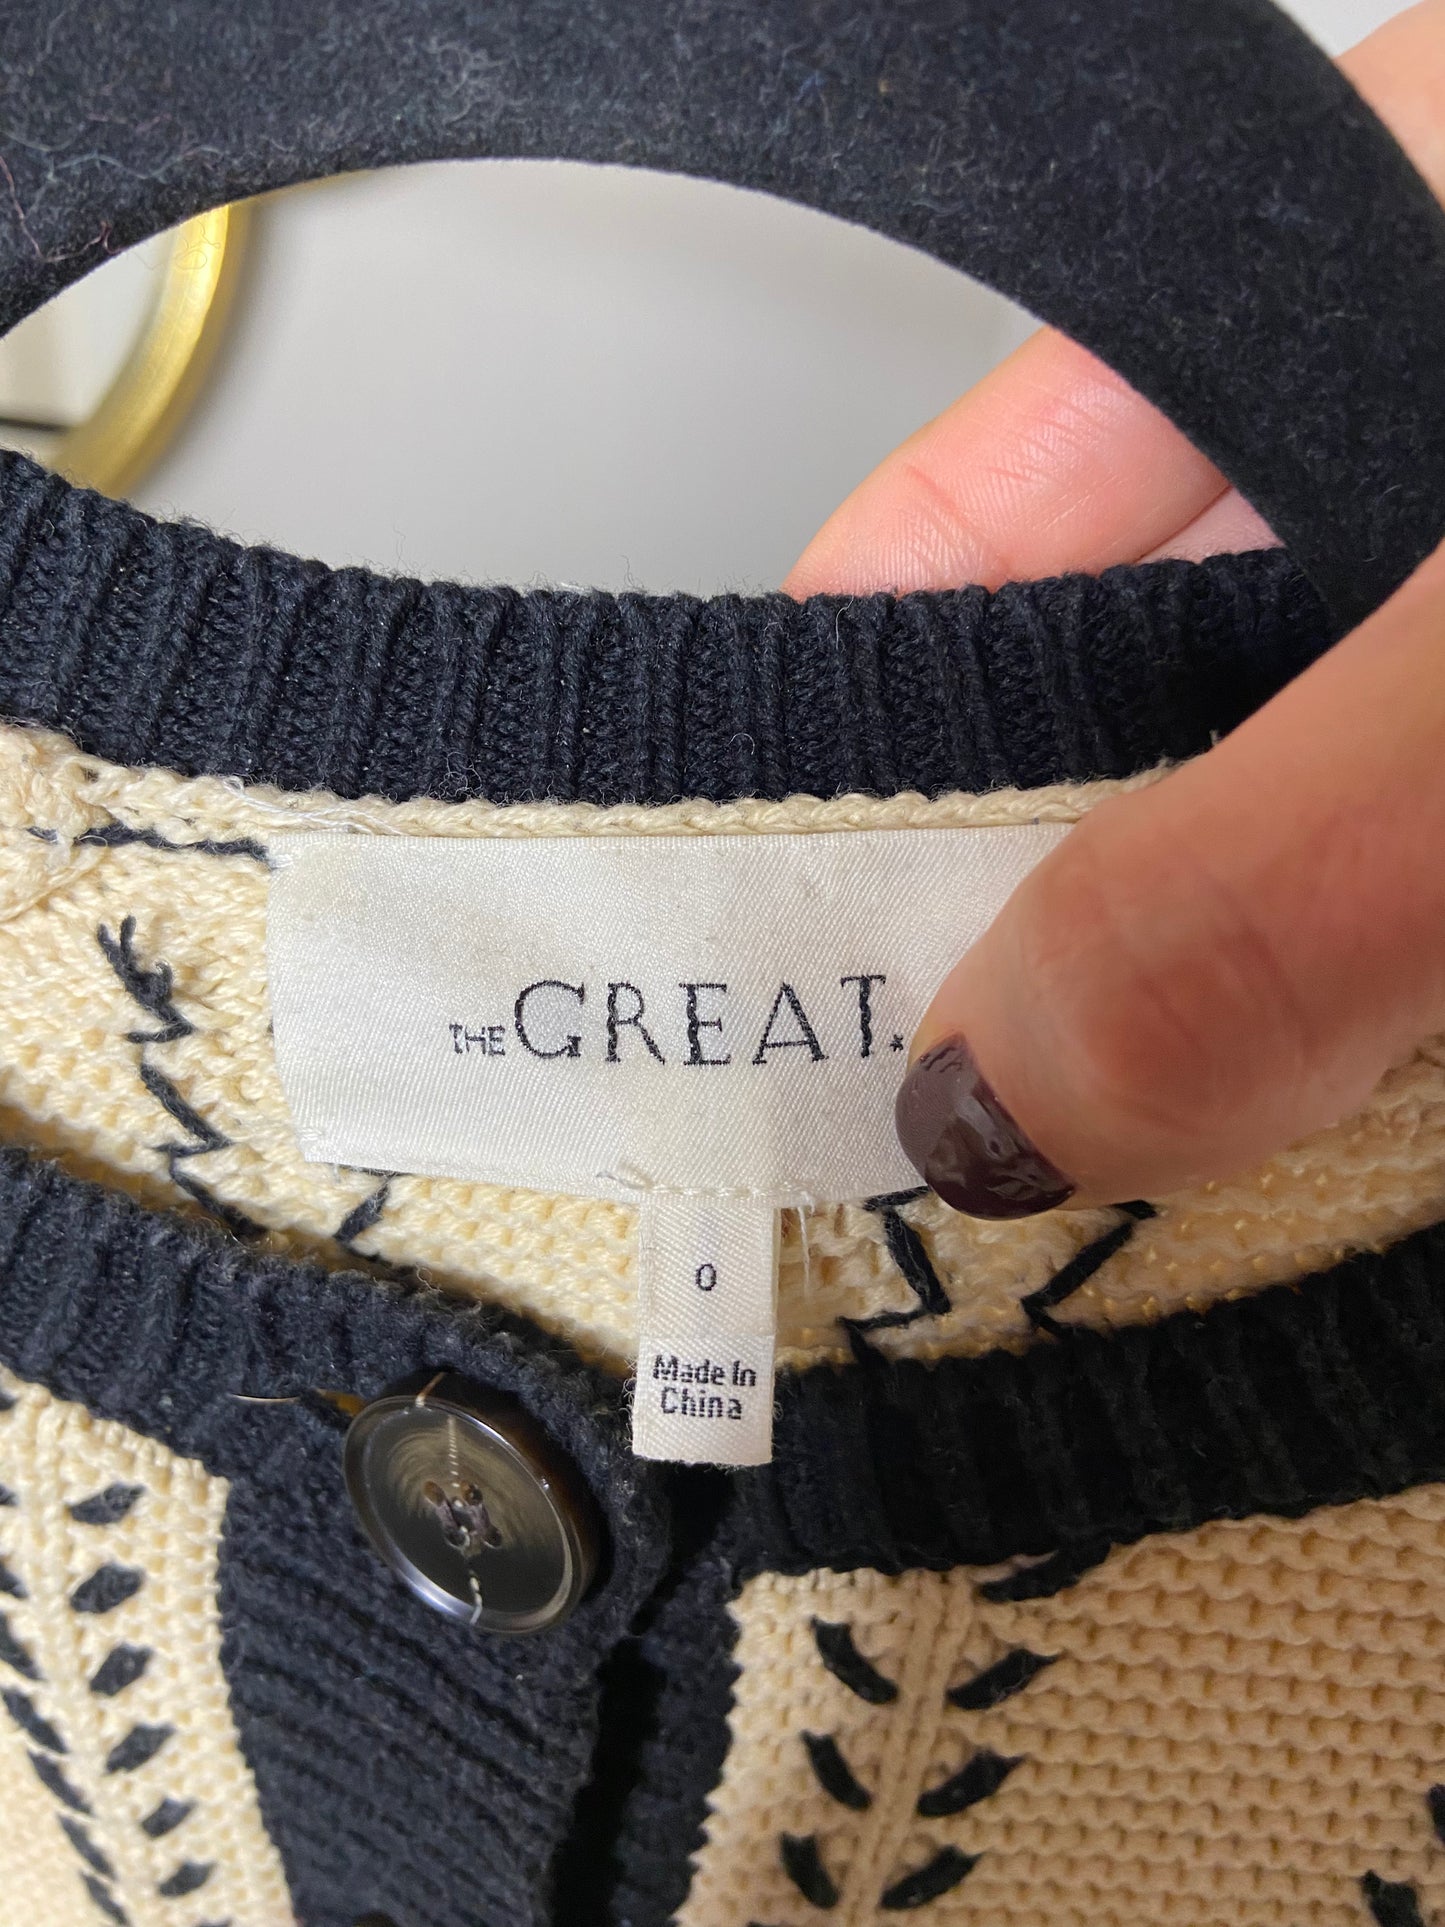 THE GREAT.*
0
Made In
China